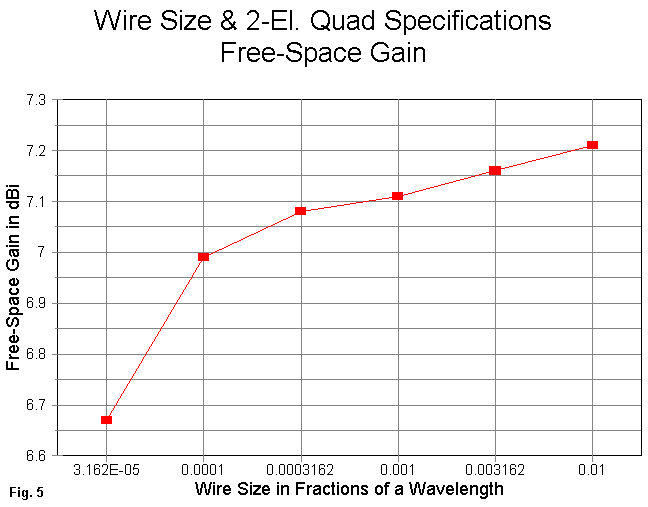 Wire Size & 2-El. Quad Specifications
Free-Space Gain
7.3
7.2
7.1
7
6.9
6.8
6.7
6.6
Free-Space Gain in dBi
3.162E-05 0.0001 0.0003162 0.001 0.003162 0.01
Wire Size in Fractions of a Wavelength
Fig. 5